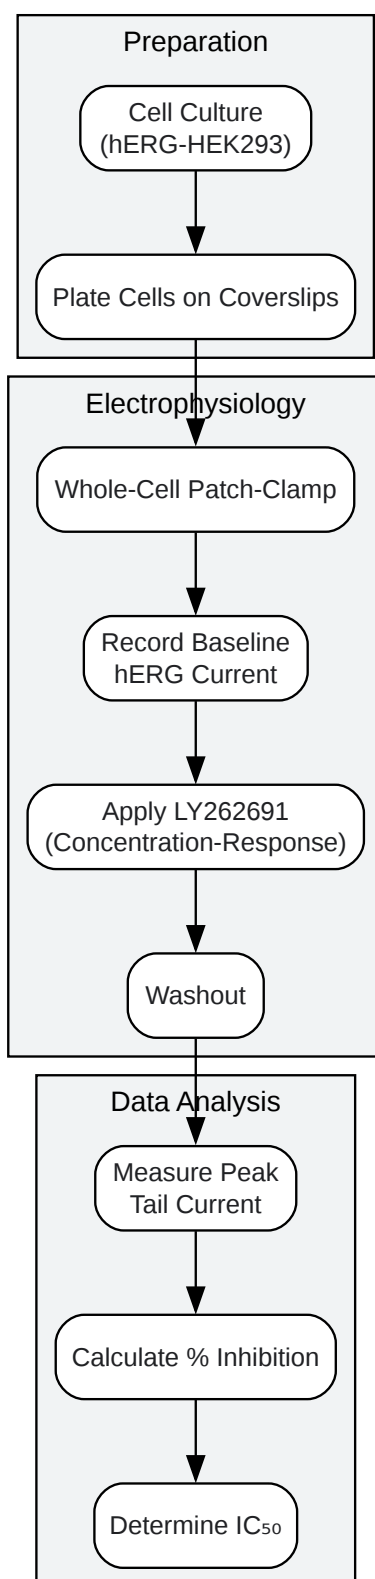 Preparation
Cell Culture
(hERG-HEK293)
Plate Cells on Coverslips
Electrophysiology
Whole-Cell Patch-Clamp
Record Baseline
hERG Current
Apply LY262691
(Concentration-Response)
Washout
Data Analysis
Measure Peak
Tail Current
Calculate % Inhibition
Determine IC₅₀